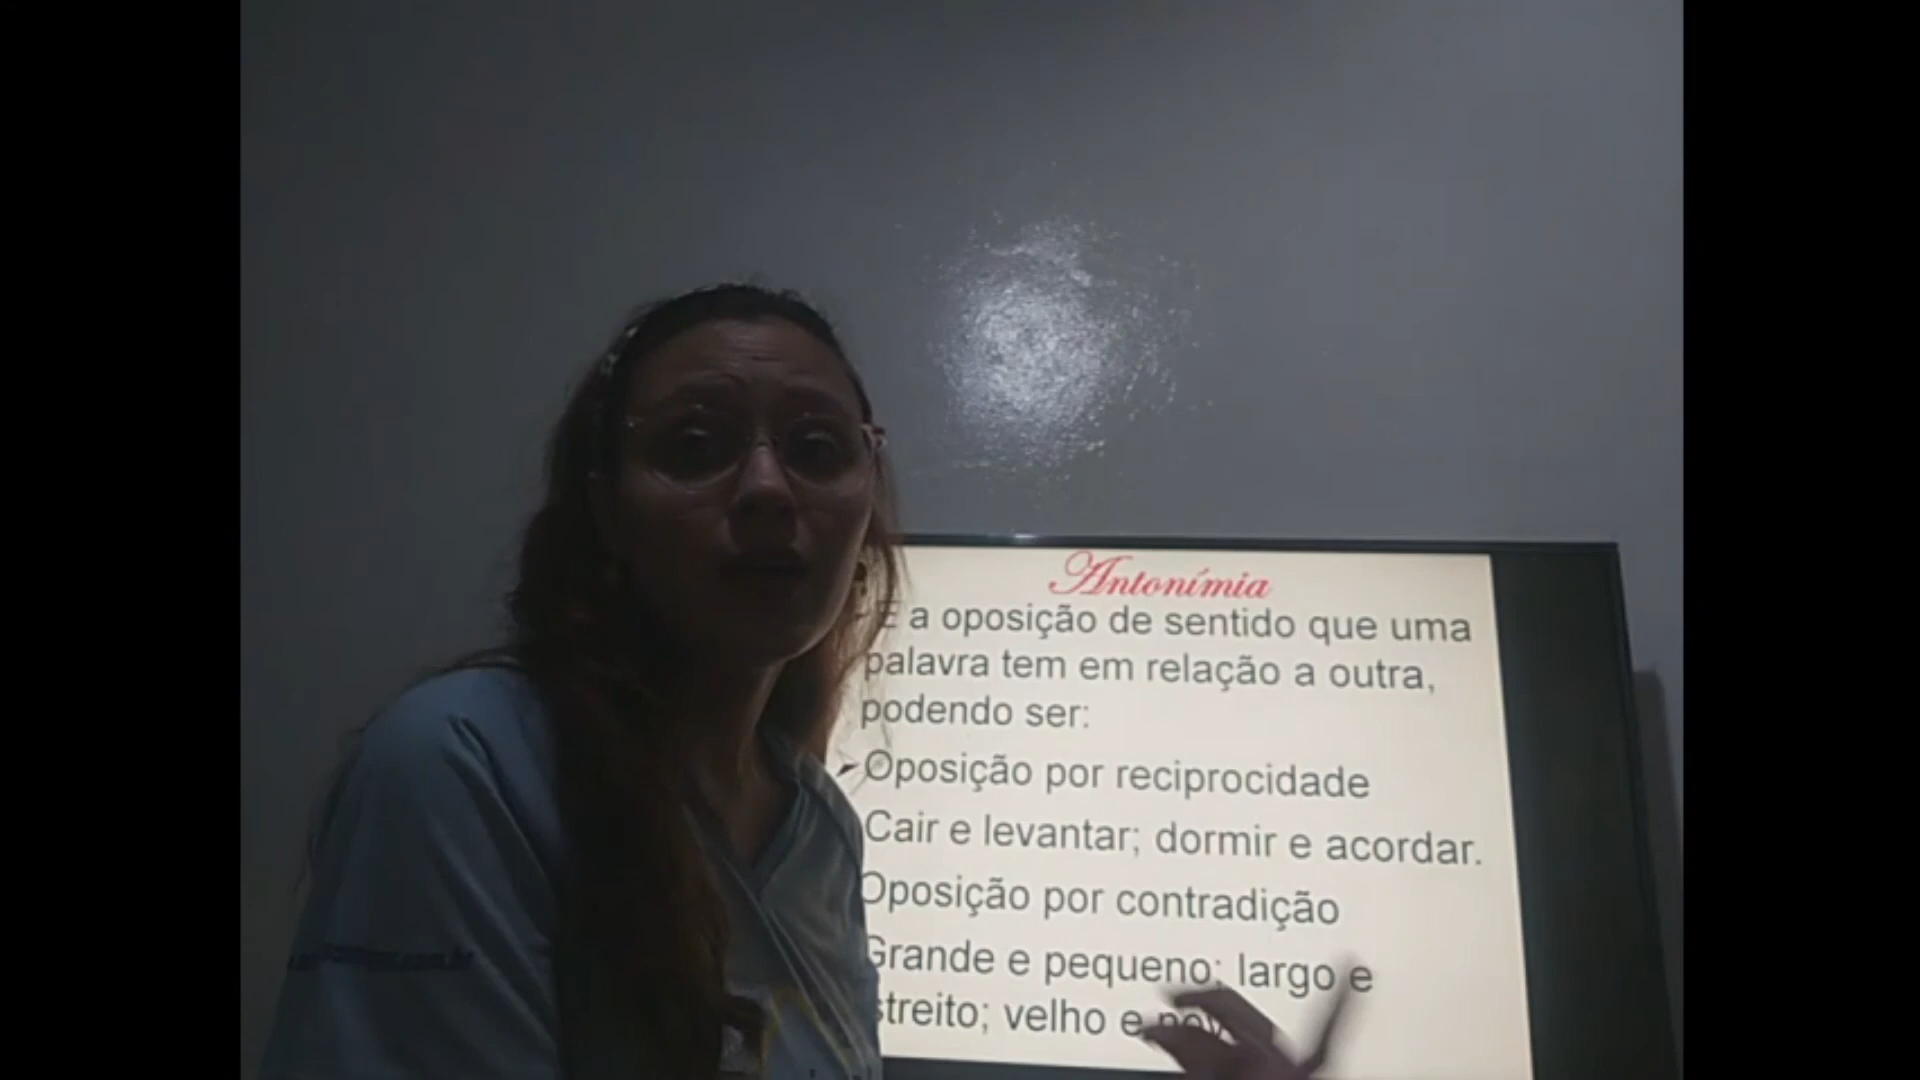 Antonímia
É a oposição de sentido que uma
palavra tem em relação a outra,
podendo ser:
Oposição por reciprocidade
Cair e levantar; dormir e acordar.
Oposição por contradição
Grande e pequeno; largo e
streito; velho e